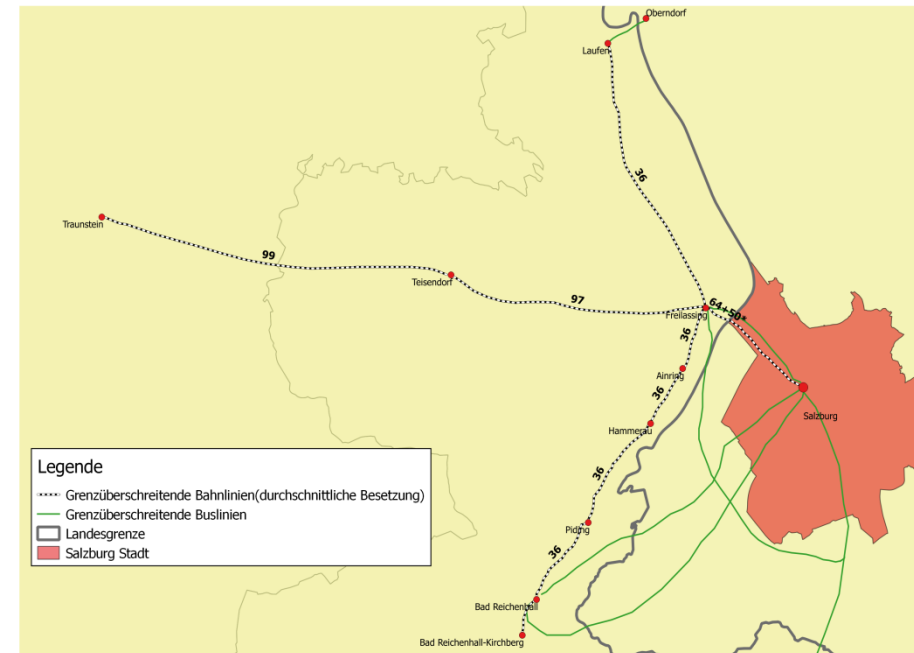 Oberndorf
Laufen
36
Traunstein
99
Teisendorf
97
64+50*
Freilassing
36
Ainring
36
Salzburg
Hammerau
36
Piding
36
Bad Reichenhall
Bad Reichenhall-Kirchberg
Legende
Grenzüberschreitende Bahnlinien(durchschnittliche Besetzung)
Grenzüberschreitende Buslinien
Landesgrenze
Salzburg Stadt